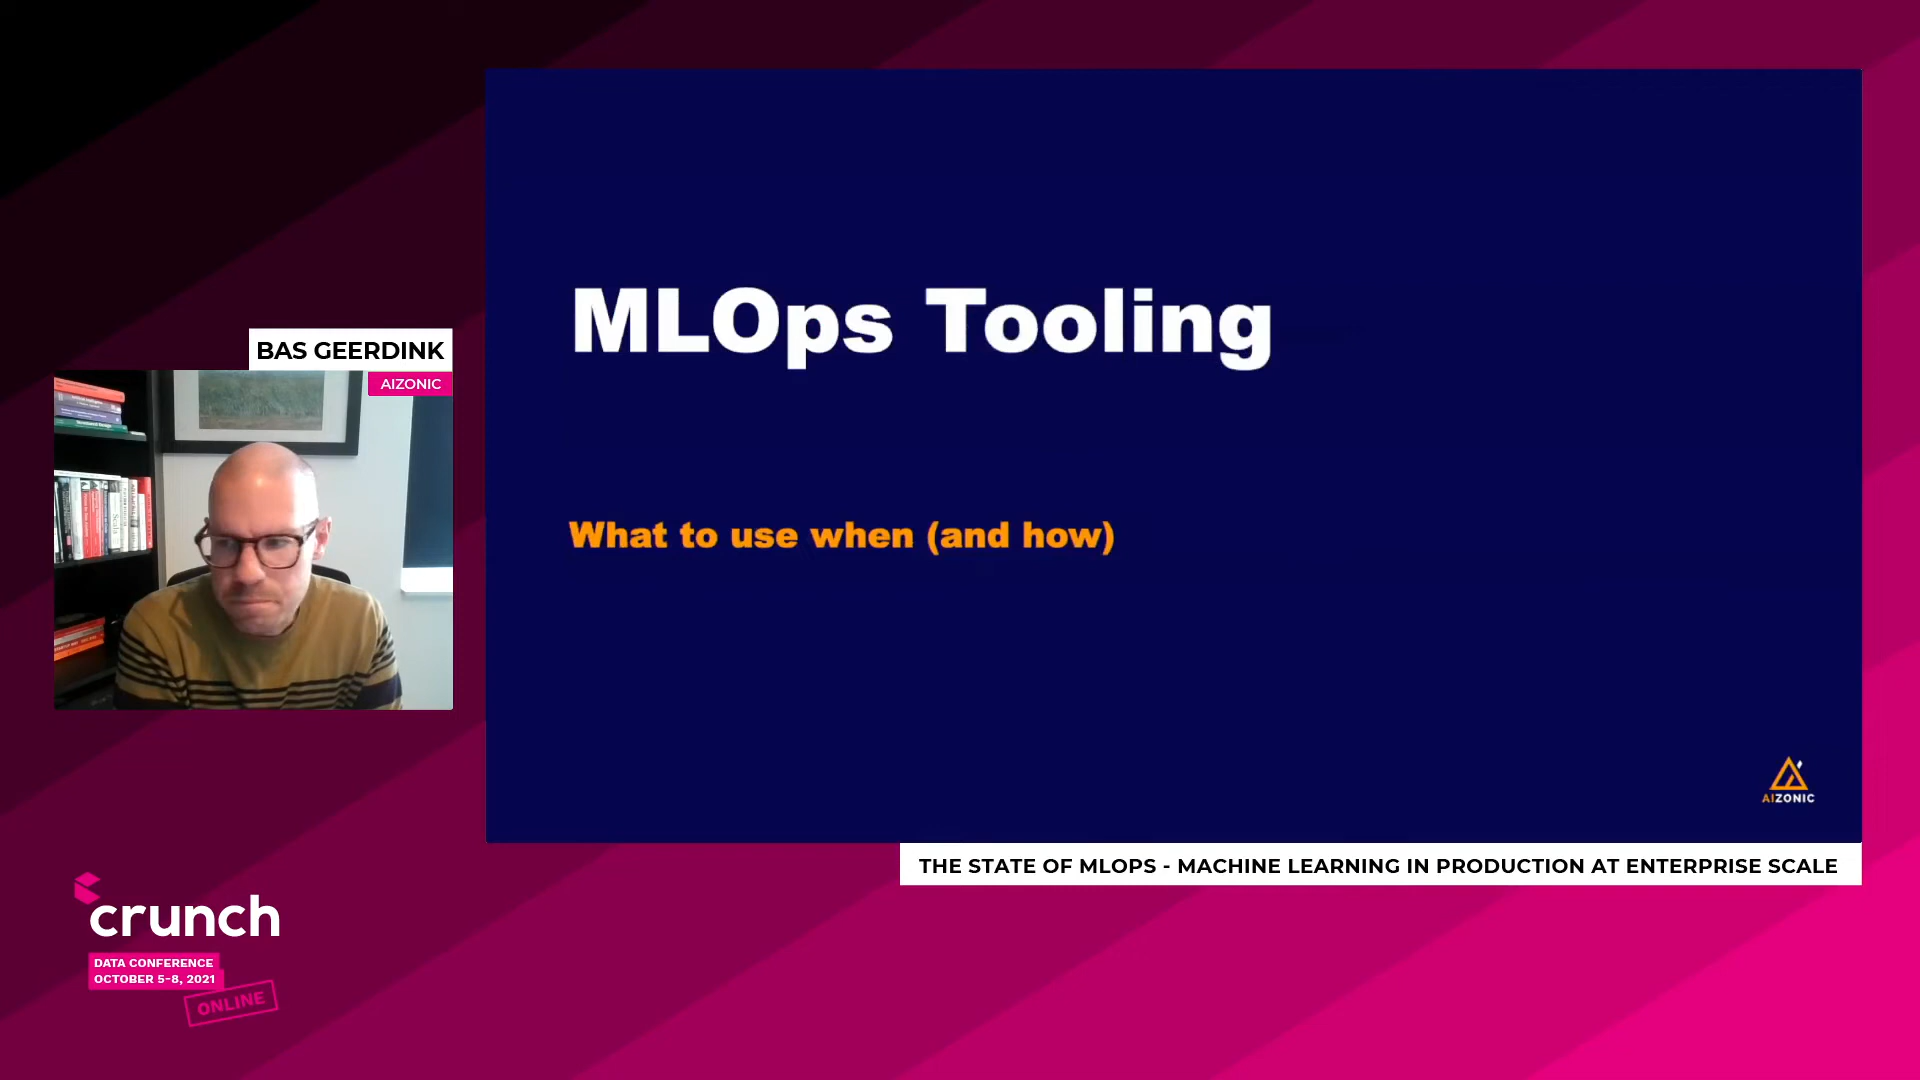 MLOps Tooling
What to use when (and how)
AIZONIC
BAS GEERDINK
AIZONIC
THE STATE OF MLOPS - MACHINE LEARNING IN PRODUCTION AT ENTERPRISE SCALE
crunch
DATA CONFERENCE
OCTOBER 5-8, 2021
ONLINE